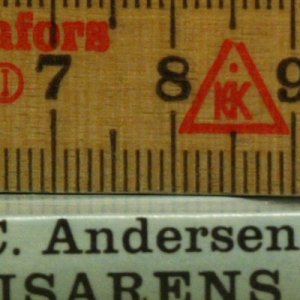 afors
7 8 KK 9
C. Andersen
ISARENS